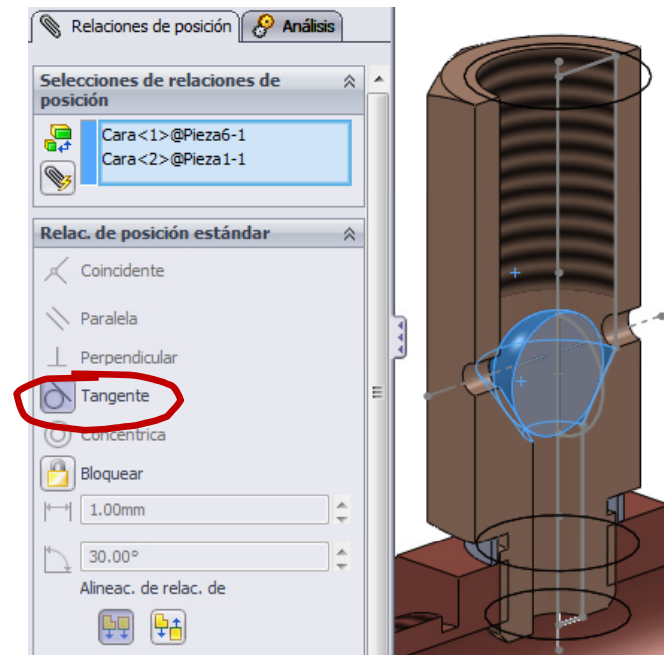 Relaciones de posición
Análisis
Selecciones de relaciones de
posición
Cara<1>@Pieza6-1
Cara<2>@Pieza1-1
Relac. de posición estándar
Coincidente
Paralela
Perpendicular
Tangente
Concéntrica
Bloquear
1.00mm
30.00°
Alineac. de relac. de